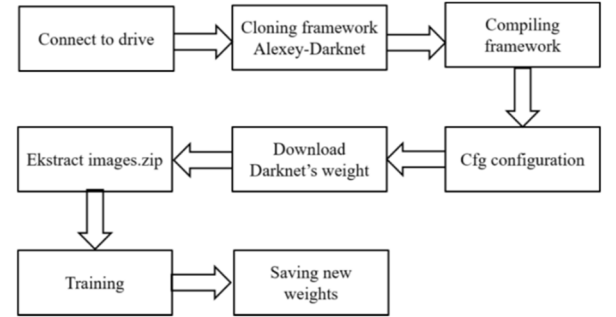 Connect to drive
Cloning framework
Alexey-Darknet
Compiling
framework
Cfg configuration
Download
Darknet's weight
Ekstract images.zip
Training
Saving new
weights